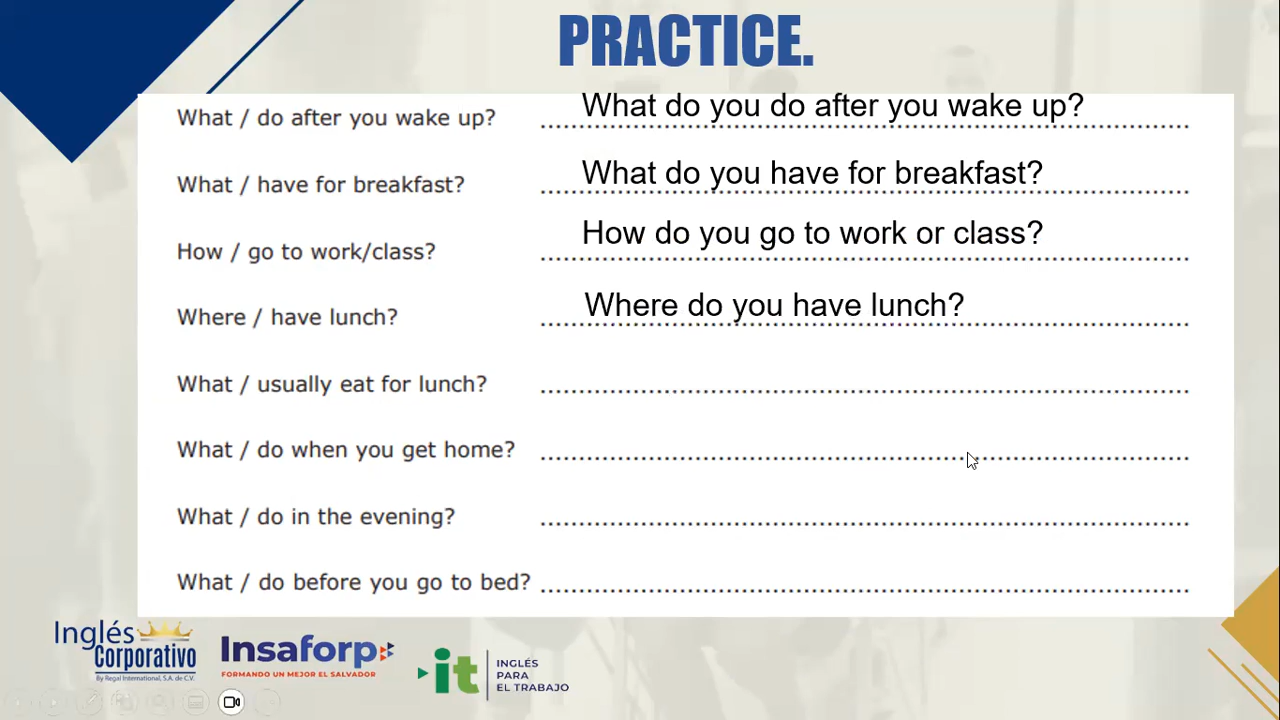 PRACTICE.
What / do after you wake up? What do you do after you wake up?
What / have for breakfast? What do you have for breakfast?
How / go to work/class? How do you go to work or class?
Where / have lunch? Where do you have lunch?
What / usually eat for lunch?
What / do when you get home?
What / do in the evening?
What / do before you go to bed?
Inglés
Corporativo
By Regal International, S.A. de C.V.
Insaforp
FORMANDO UN MEJOR EL SALVADOR
it
INGLÉS
PARA
EL TRABAJO